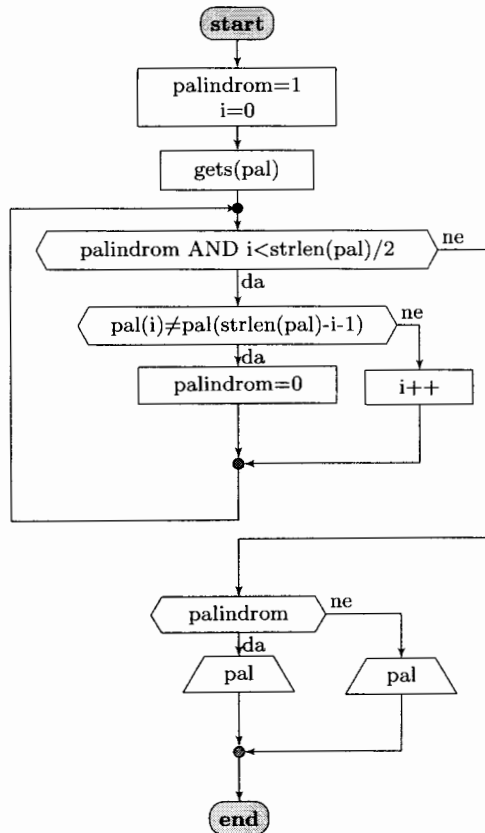 start
palindrom=1
i=0
gets(pal)
palindrom AND i<strlen(pal)/2
ne
da
pal(i)≠pal(strlen(pal)-i-1)
ne
da
palindrom=0
i++
palindrom
ne
da
pal
pal
end